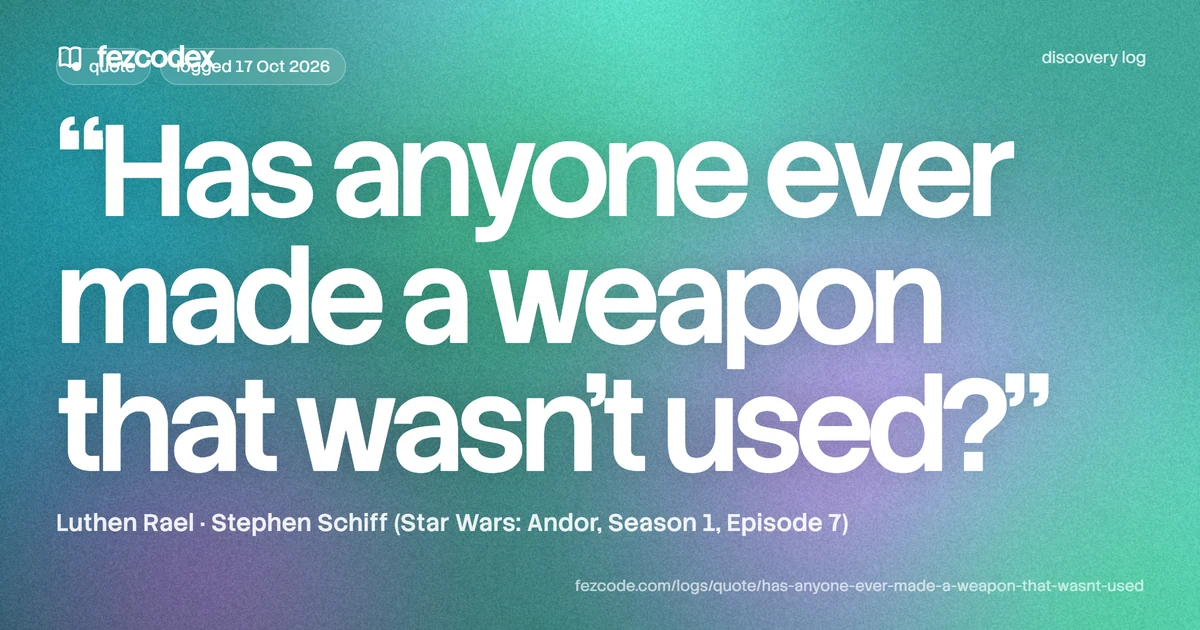 fezcodex
discovery log
quote
logged 17 Oct 2026
“Has anyone ever
made a weapon
that wasn’t used?”
Luthen Rael · Stephen Schiff (Star Wars: Andor, Season 1, Episode 7)
fezcode.com/logs/quote/has-anyone-ever-made-a-weapon-that-wasnt-used